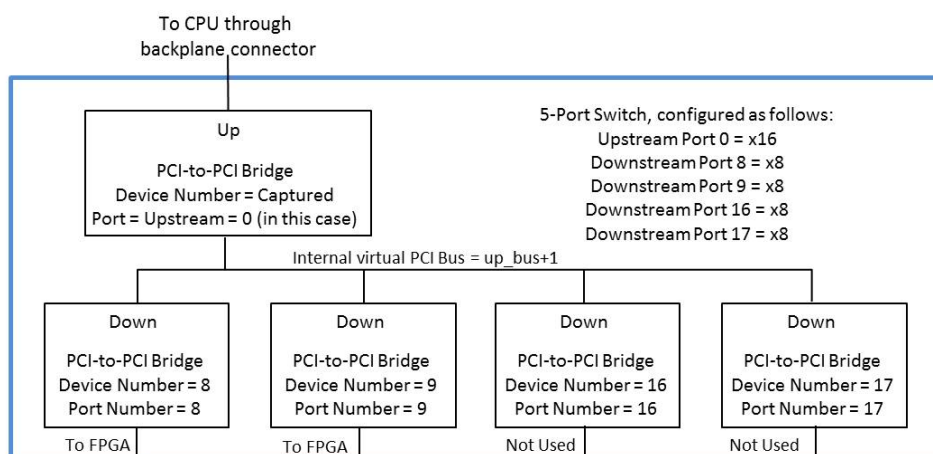 To CPU through
backplane connector
Up
PCI-to-PCI Bridge
Device Number = Captured
Port = Upstream = 0 (in this case)
5-Port Switch, configured as follows:
Upstream Port 0 = x16
Downstream Port 8 = x8
Downstream Port 9 = x8
Downstream Port 16 = x8
Downstream Port 17 = x8
Internal virtual PCI Bus = up_bus+1
Down
PCI-to-PCI Bridge
Device Number = 8
Port Number = 8
To FPGA
Down
PCI-to-PCI Bridge
Device Number = 9
Port Number = 9
To FPGA
Down
PCI-to-PCI Bridge
Device Number = 16
Port Number = 16
Not Used
Down
PCI-to-PCI Bridge
Device Number = 17
Port Number = 17
Not Used